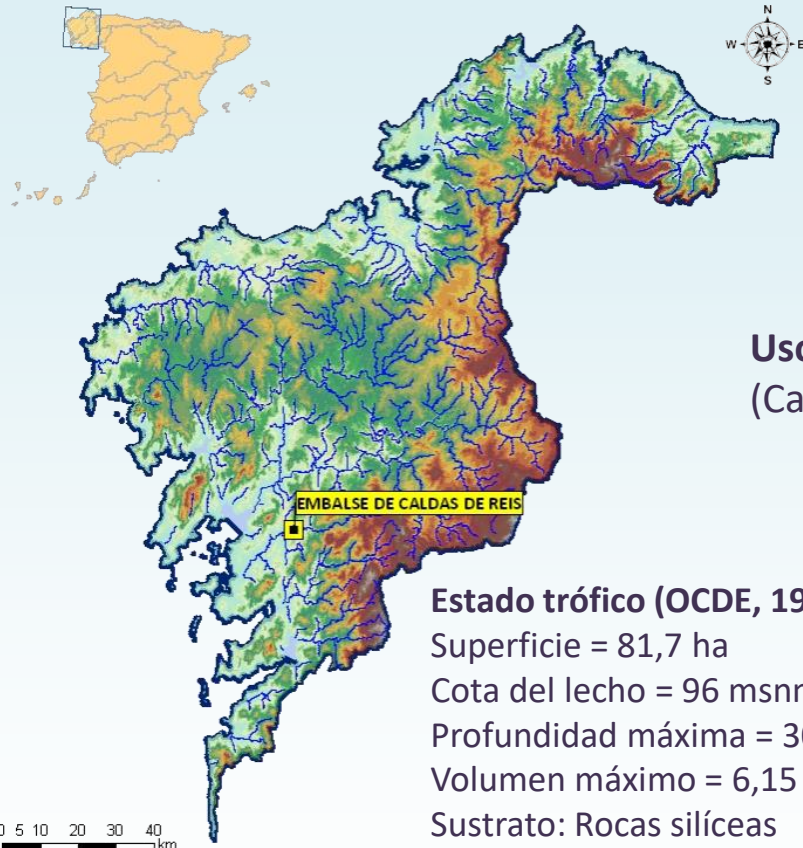 N
W E
S
Uso
(Ca
EMBALSE DE CALDAS DE REIS
Estado trófico (OCDE, 19
Superficie = 81,7 ha
Cota del lecho = 96 msnm
Profundidad máxima = 30
Volumen máximo = 6,15
Sustrato: Rocas silíceas
0 5 10 20 30 40
km